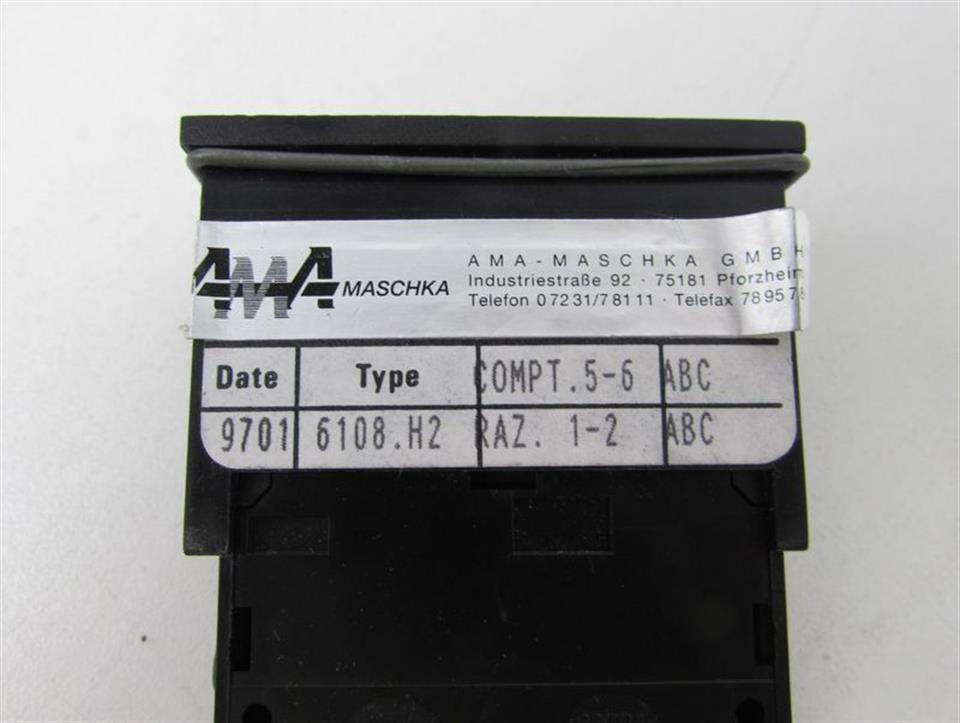 AMA MASCHKA
AMA-MASCHKA GMBH
Industriestraße 92 · 75181 Pforzheim
Telefon 07231/78111 · Telefax 789578
Date Type COMPT.5-6 ABC
9701 6108.H2 RAZ. 1-2 ABC